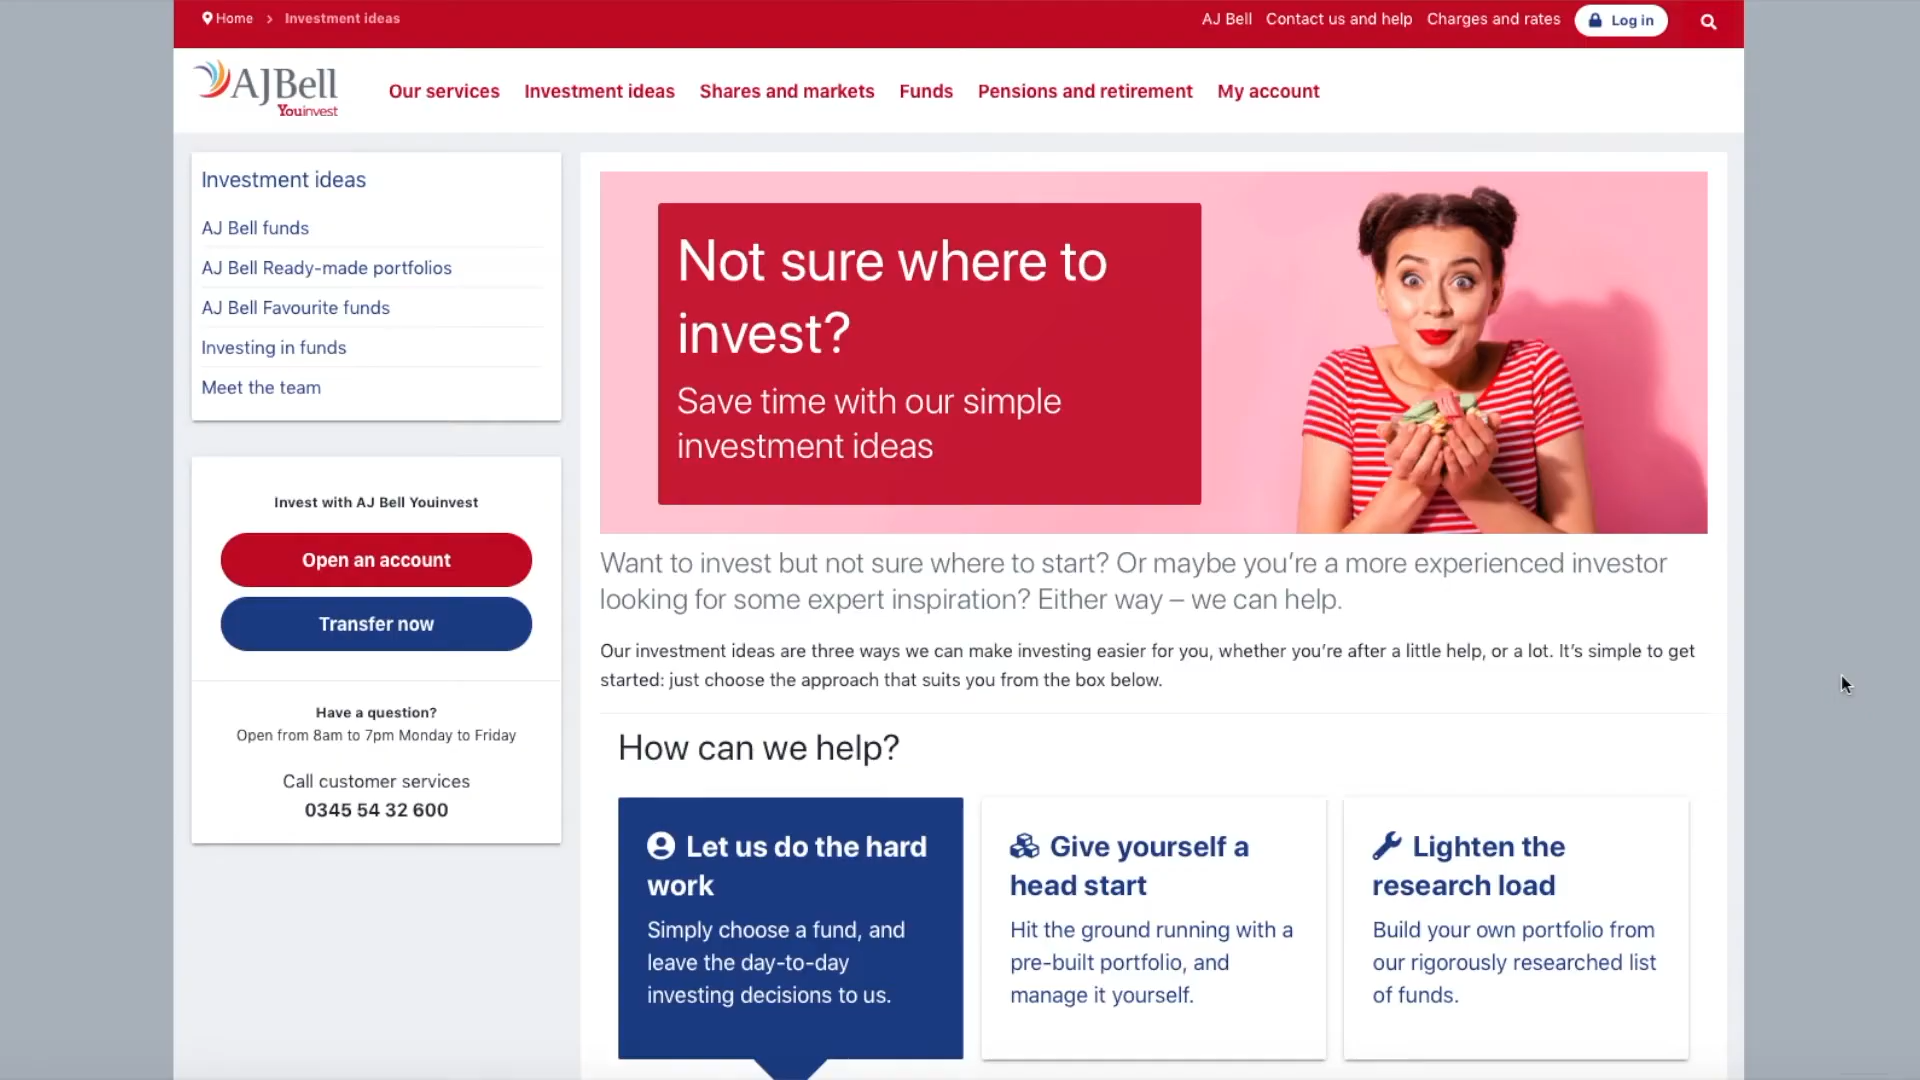 Home > Investment ideas
AJ Bell Contact us and help Charges and rates Log in
AJBell
Youinvest
Our services Investment ideas Shares and markets Funds Pensions and retirement My account
Investment ideas
AJ Bell funds
AJ Bell Ready-made portfolios
AJ Bell Favourite funds
Investing in funds
Meet the team
Invest with AJ Bell Youinvest
Open an account
Transfer now
Have a question?
Open from 8am to 7pm Monday to Friday
Call customer services
0345 54 32 600
Not sure where to
invest?
Save time with our simple
investment ideas
Want to invest but not sure where to start? Or maybe you’re a more experienced investor
looking for some expert inspiration? Either way – we can help.
Our investment ideas are three ways we can make investing easier for you, whether you’re after a little help, or a lot. It’s simple to get
started: just choose the approach that suits you from the box below.
How can we help?
Let us do the hard
work
Simply choose a fund, and
leave the day-to-day
investing decisions to us.
Give yourself a
head start
Hit the ground running with a
pre-built portfolio, and
manage it yourself.
Lighten the
research load
Build your own portfolio from
our rigorously researched list
of funds.